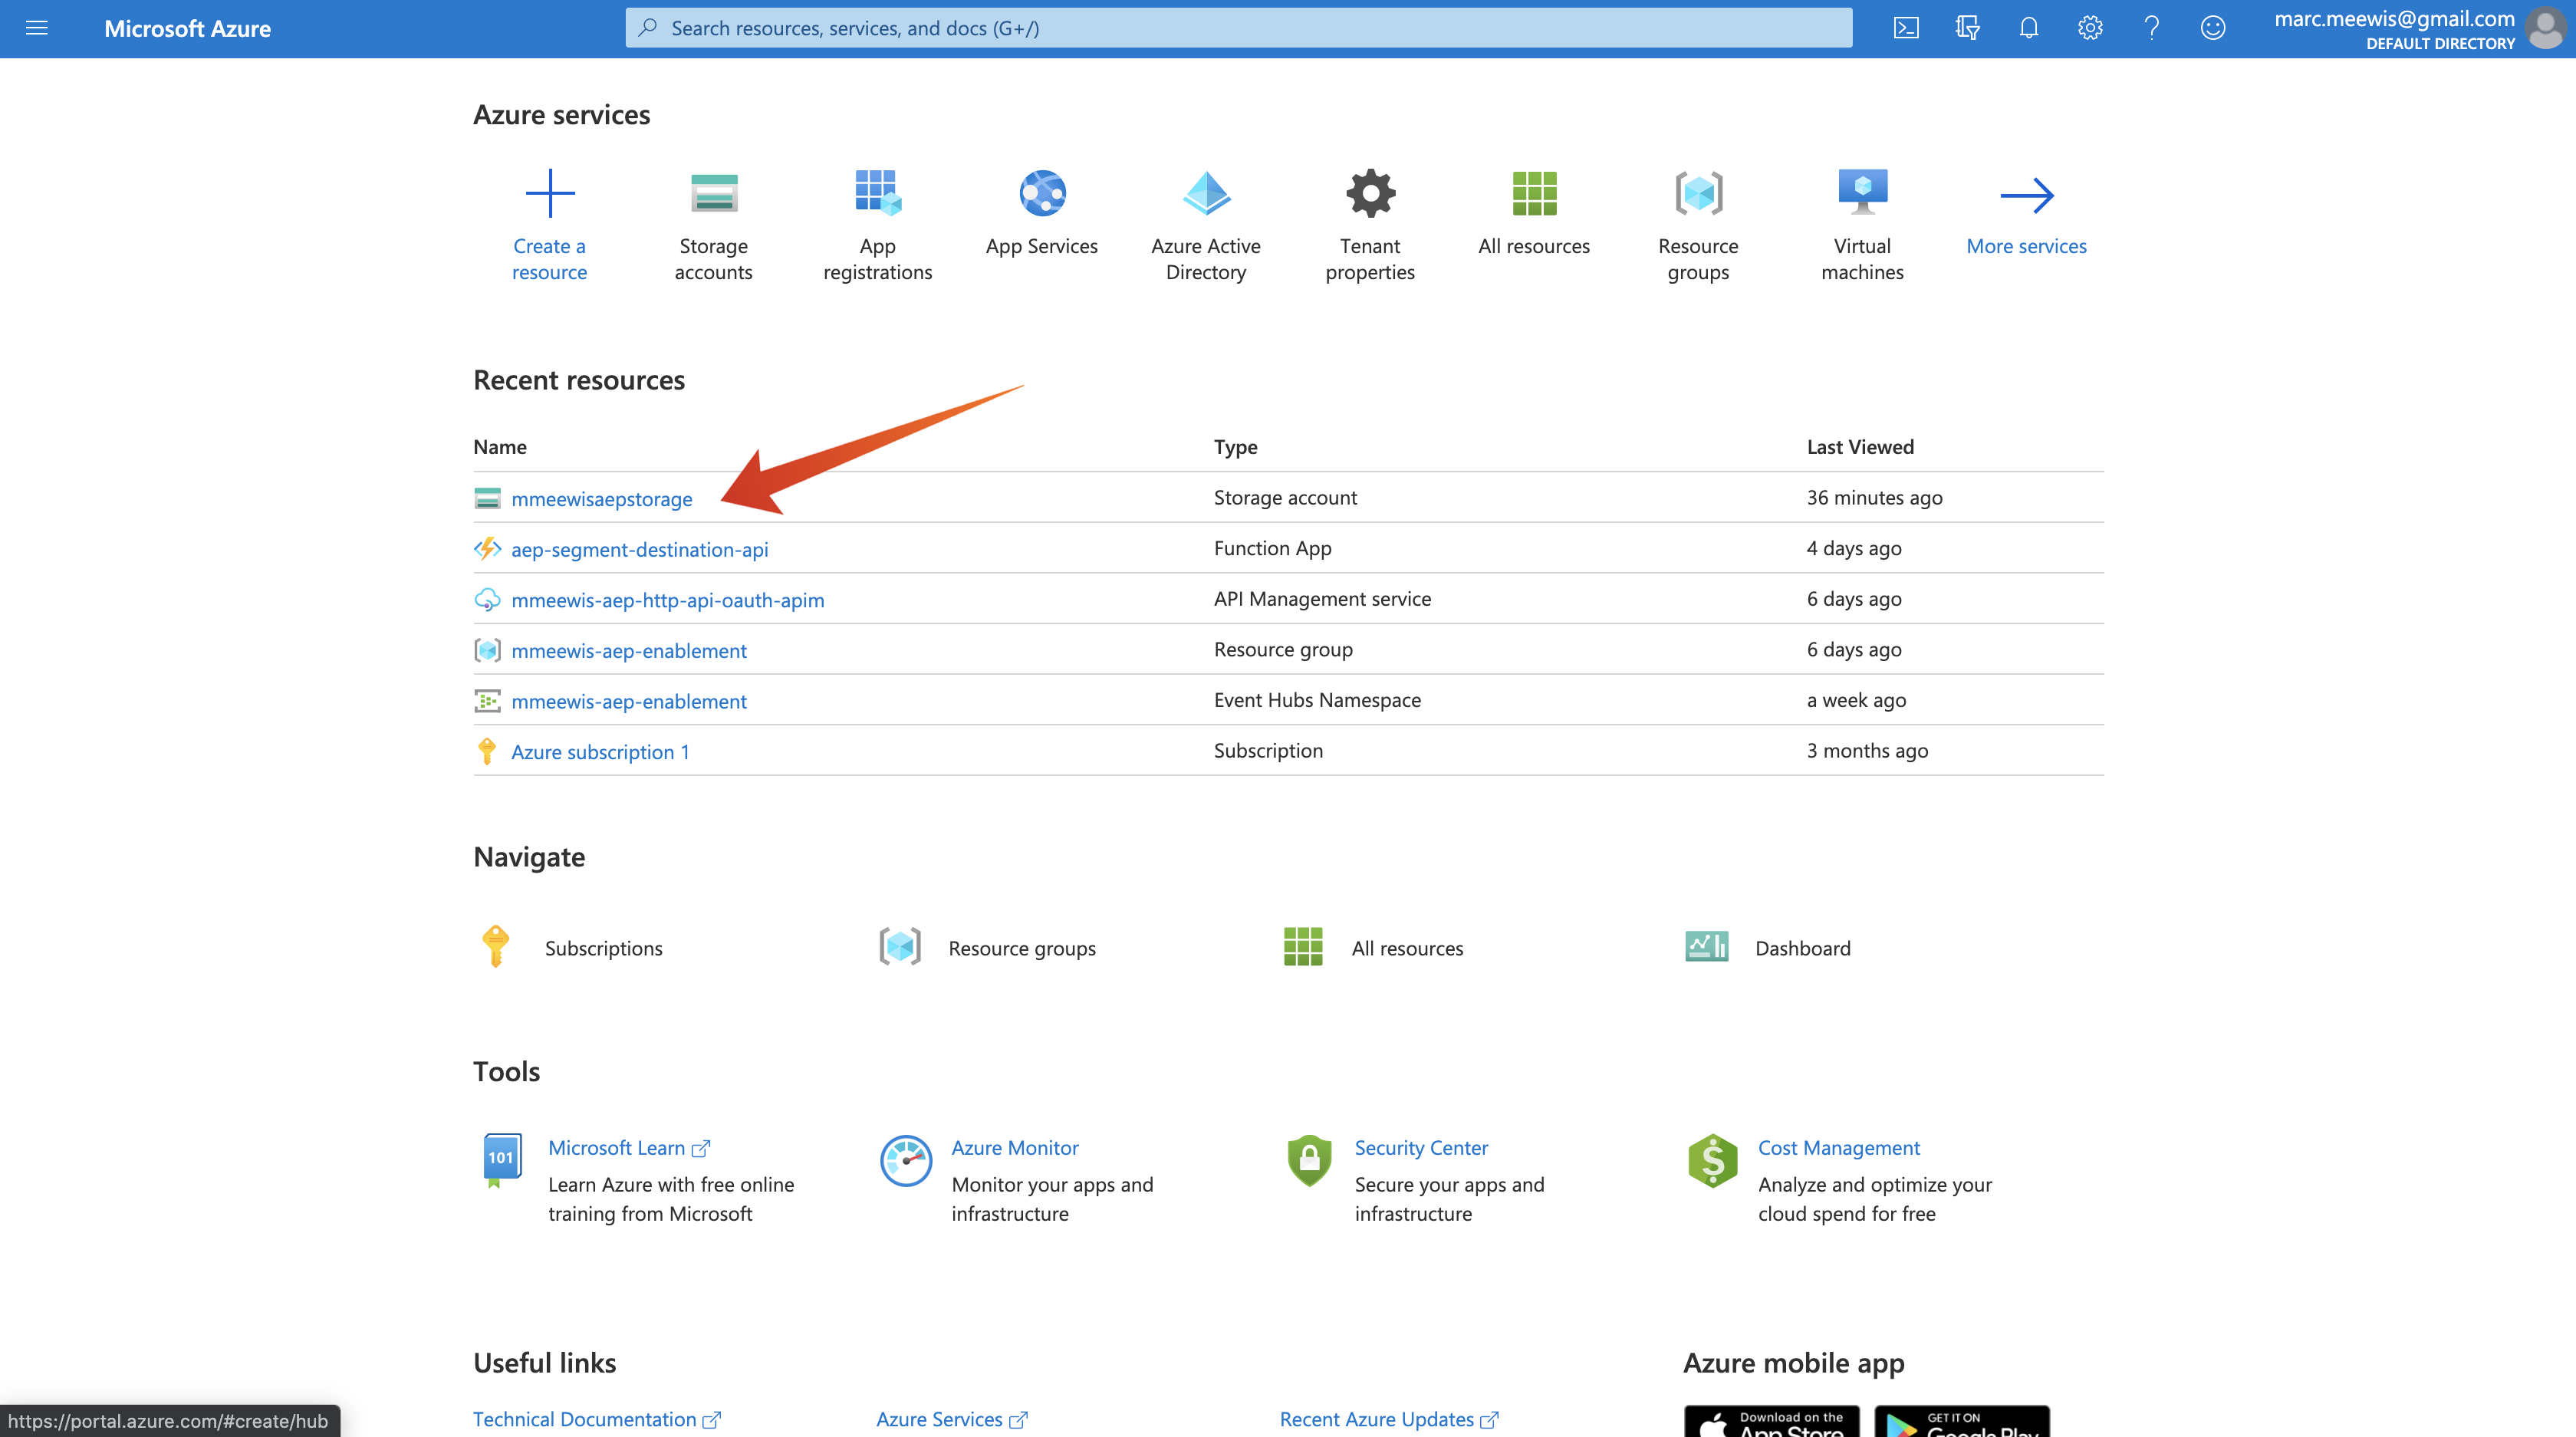 Microsoft Azure
Search resources, services, and docs (G+/)
marc.meewis@gmail.com
DEFAULT DIRECTORY
Azure services
Create a
resource
Storage
accounts
App
registrations
App Services
Azure Active
Directory
Tenant
properties
All resources
Resource
groups
Virtual
machines
More services
Recent resources
Name Type Last Viewed
mmeewisaepstorage Storage account 36 minutes ago
aep-segment-destination-api Function App 4 days ago
mmeewis-aep-http-api-oauth-apim API Management service 6 days ago
mmeewis-aep-enablement Resource group 6 days ago
mmeewis-aep-enablement Event Hubs Namespace a week ago
Azure subscription 1 Subscription 3 months ago
Navigate
Subscriptions Resource groups All resources Dashboard
Tools
101
Microsoft Learn
Learn Azure with free online
training from Microsoft
Azure Monitor
Monitor your apps and
infrastructure
Security Center
Secure your apps and
infrastructure
Cost Management
Analyze and optimize your
cloud spend for free
Useful links
Technical Documentation Azure Services Recent Azure Updates
Azure mobile app
Download on the
App Store
GET IT ON
Google Play
https://portal.azure.com/#create/hub